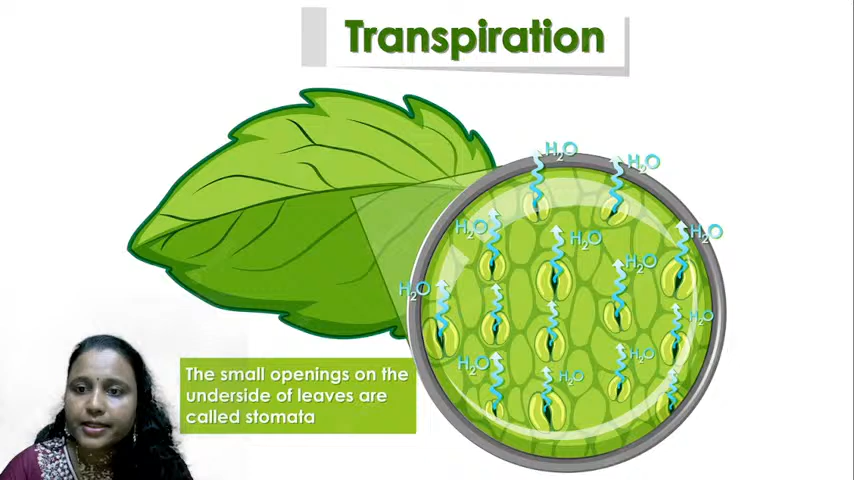 Transpiration
H₂O
H₂O
H₂O
H₂O
H₂O
H₂O
H₂O
H₂O
H₂O
H₂O
H₂O
The small openings on the
underside of leaves are
called stomata